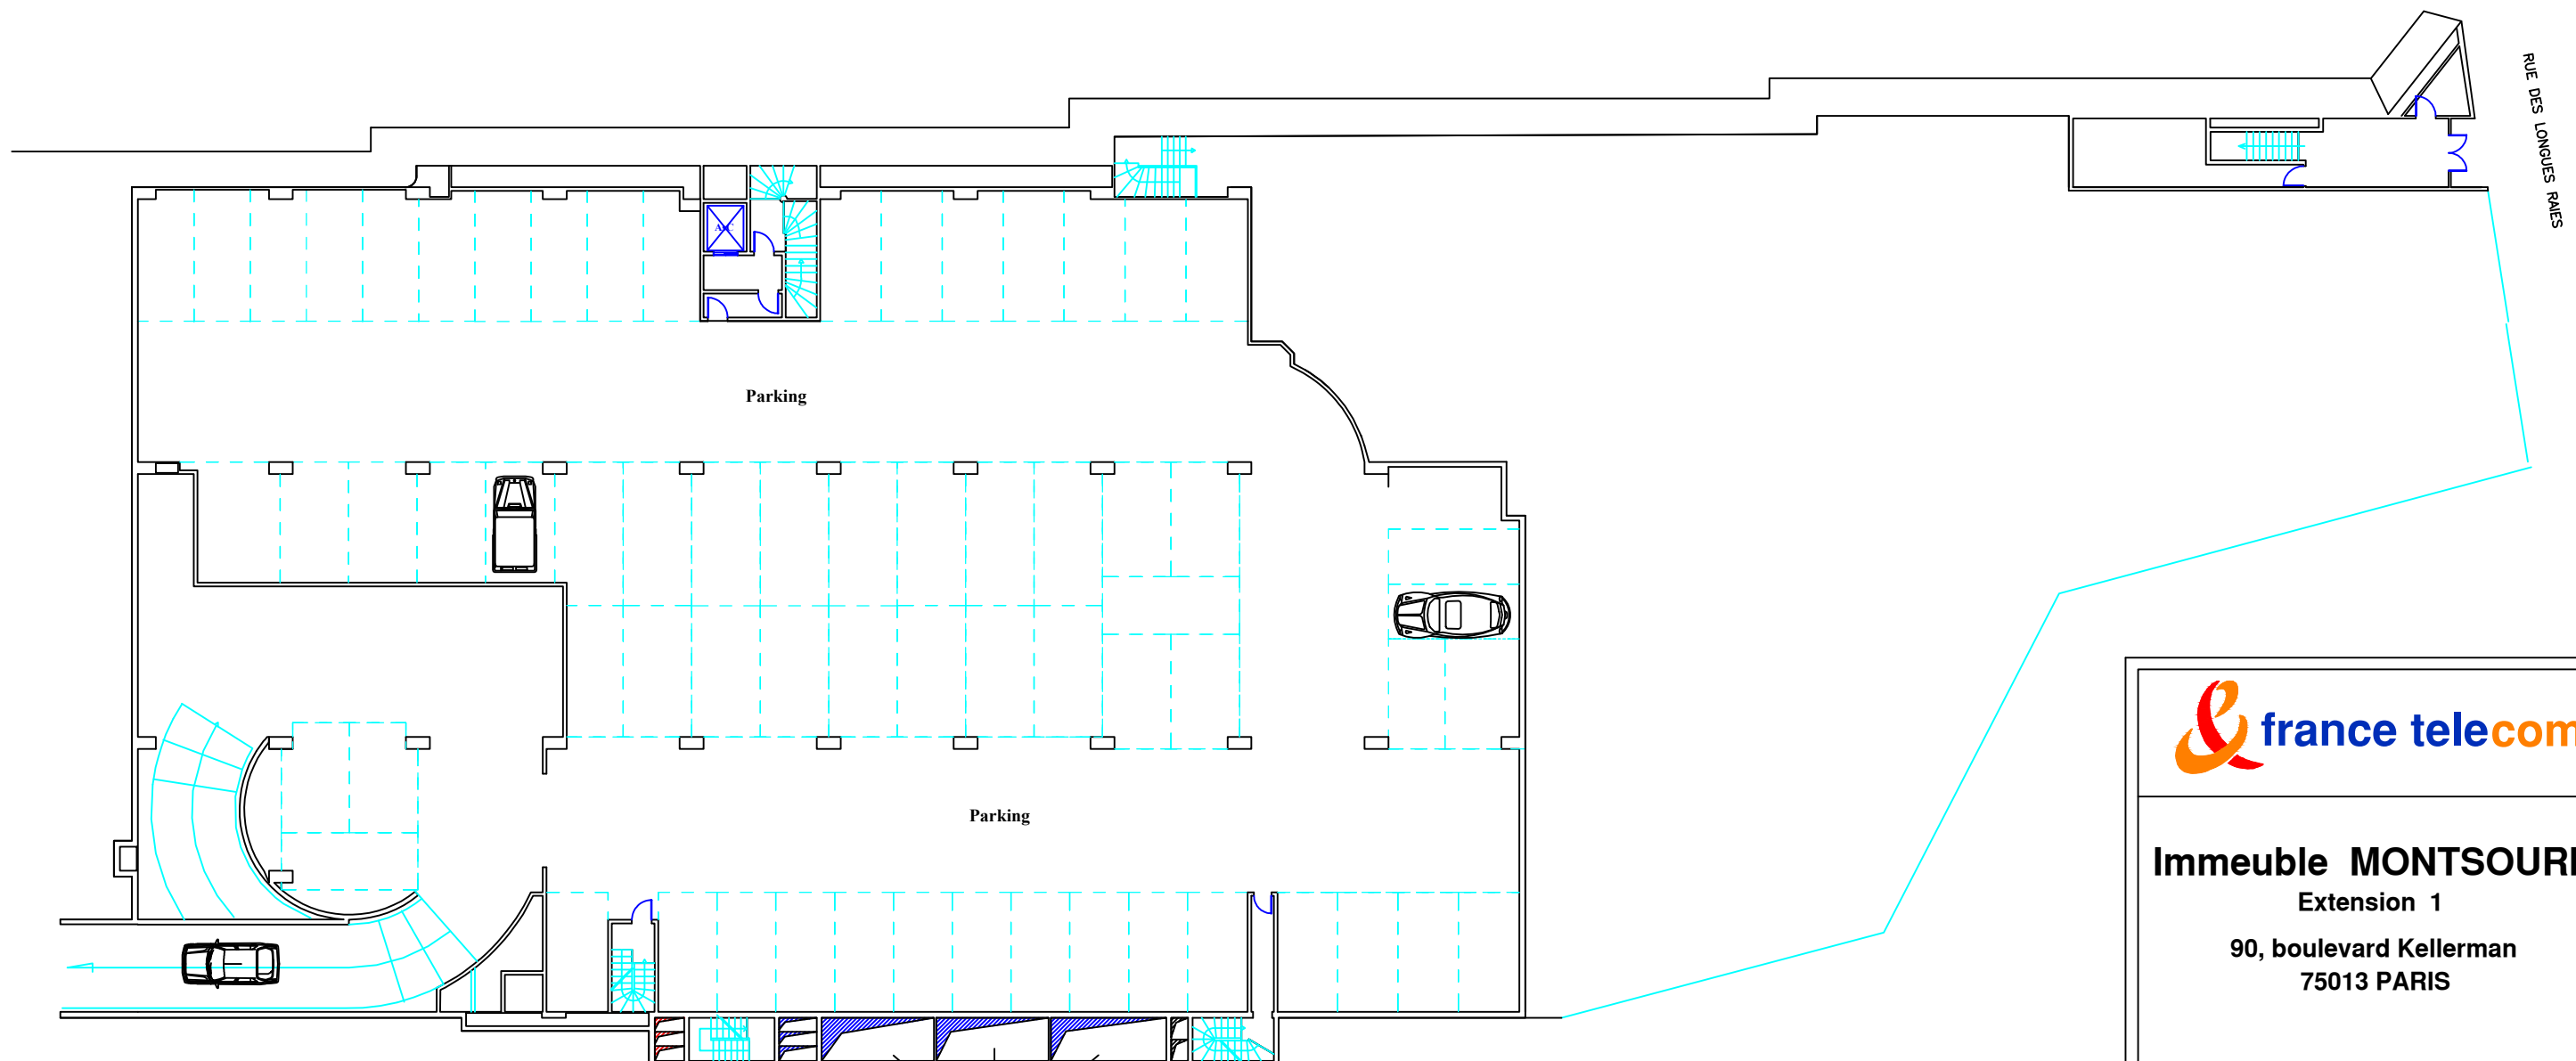 RUE DES LONGUES RAIES
Parking
Parking
france telecom
Immeuble MONTSOURI
Extension 1
90, boulevard Kellerman
75013 PARIS